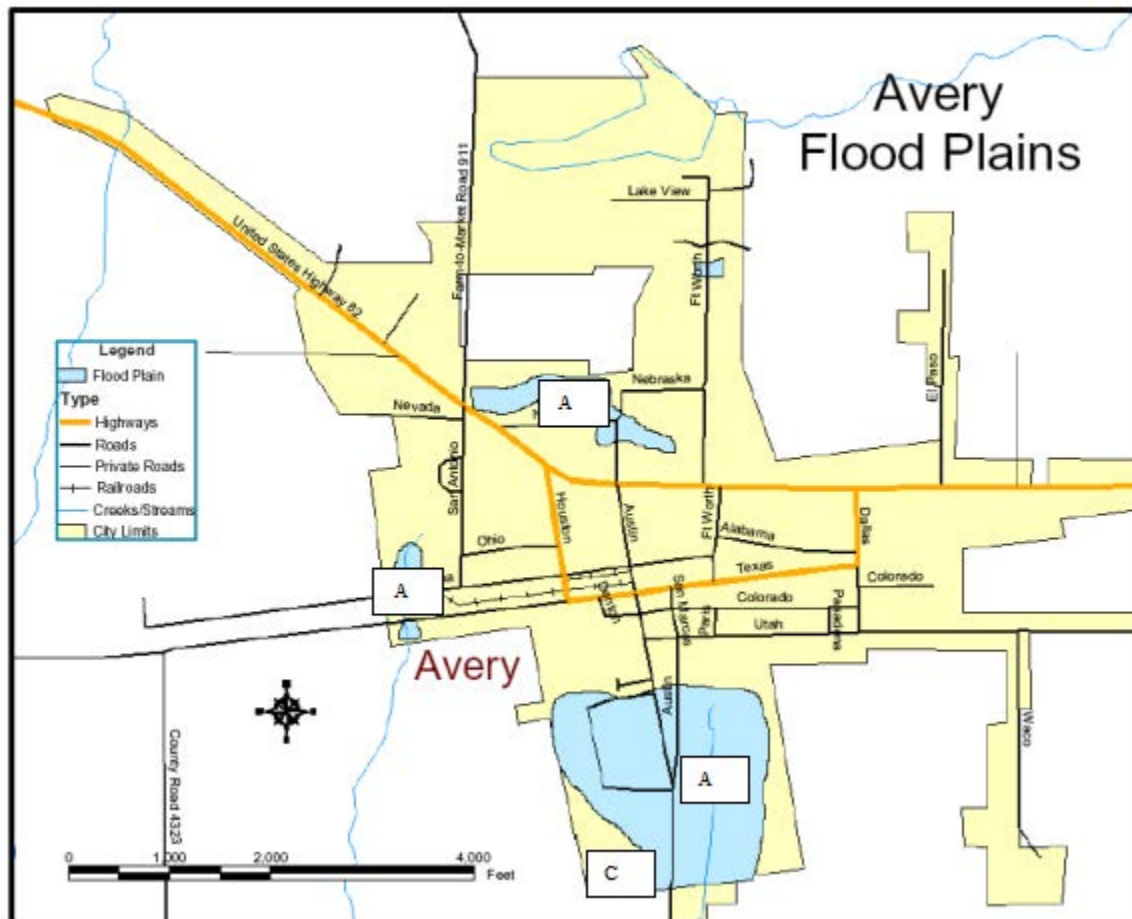 Avery
Flood Plains
Lake View
Farm-to-Market Road 911
United States Highway 82
Ft Worth
Legend
Flood Plain
Type
Highways
Roads
Private Roads
Railroads
Creeks/Streams
City Limits
Nevada
Nebraska
A
El Paso
San Antonio
Houston
Austin
Ft Worth
Alabama
Dallas
Ohio
Texas
Colorado
A
Denton
San Marcos
Paris
Colorado
Utah
Pasadena
Avery
Austin
Waco
County Road 4323
A
C
0 1,000 2,000 4,000
Feet